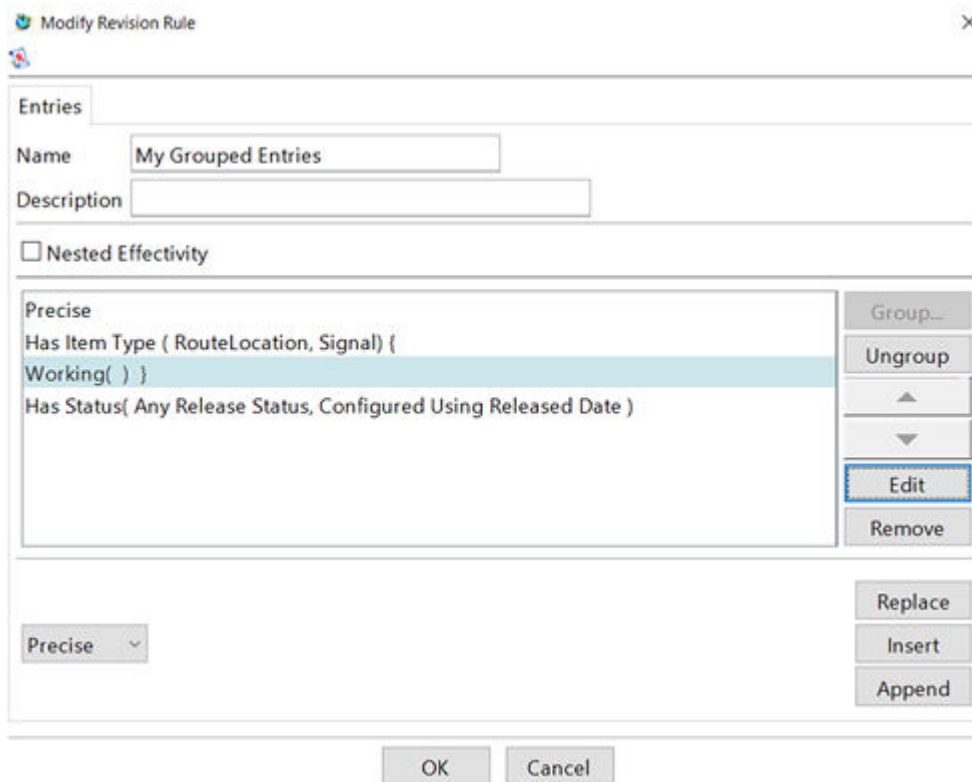 Modify Revision Rule
Entries
Name My Grouped Entries
Description
Nested Effectivity
Precise
Has Item Type ( RouteLocation, Signal) {
Working( ) }
Has Status( Any Release Status, Configured Using Released Date )
Group...
Ungroup
Edit
Remove
Precise
Replace
Insert
Append
OK Cancel